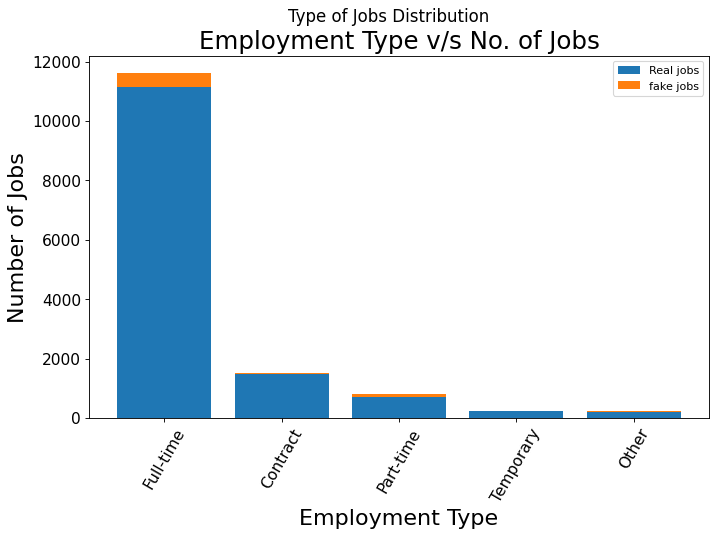 Type of Jobs Distribution
Employment Type v/s No. of Jobs
Real jobs
fake jobs
Number of Jobs
12000
10000
8000
6000
4000
2000
0
Full-time
Contract
Part-time
Temporary
Other
Employment Type